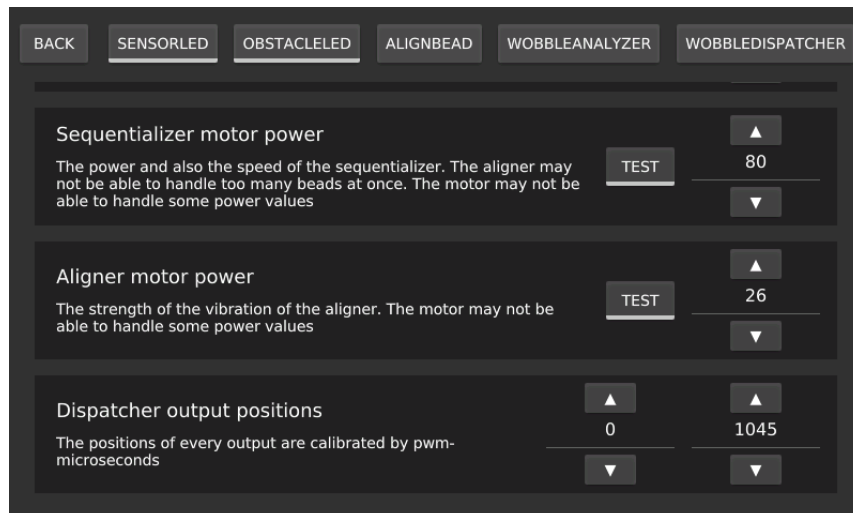 BACK SENSORLED OBSTACLELED ALIGNBEAD WOBBLEANALYZER WOBBLEDISPATCHER
Sequentializer motor power
The power and also the speed of the sequentializer. The aligner may
not be able to handle too many beads at once. The motor may not be
able to handle some power values
TEST
▲
80
▼
Aligner motor power
The strength of the vibration of the aligner. The motor may not be
able to handle some power values
TEST
▲
26
▼
Dispatcher output positions
The positions of every output are calibrated by pwm-
microseconds
▲ ▲
0 1045
▼ ▼